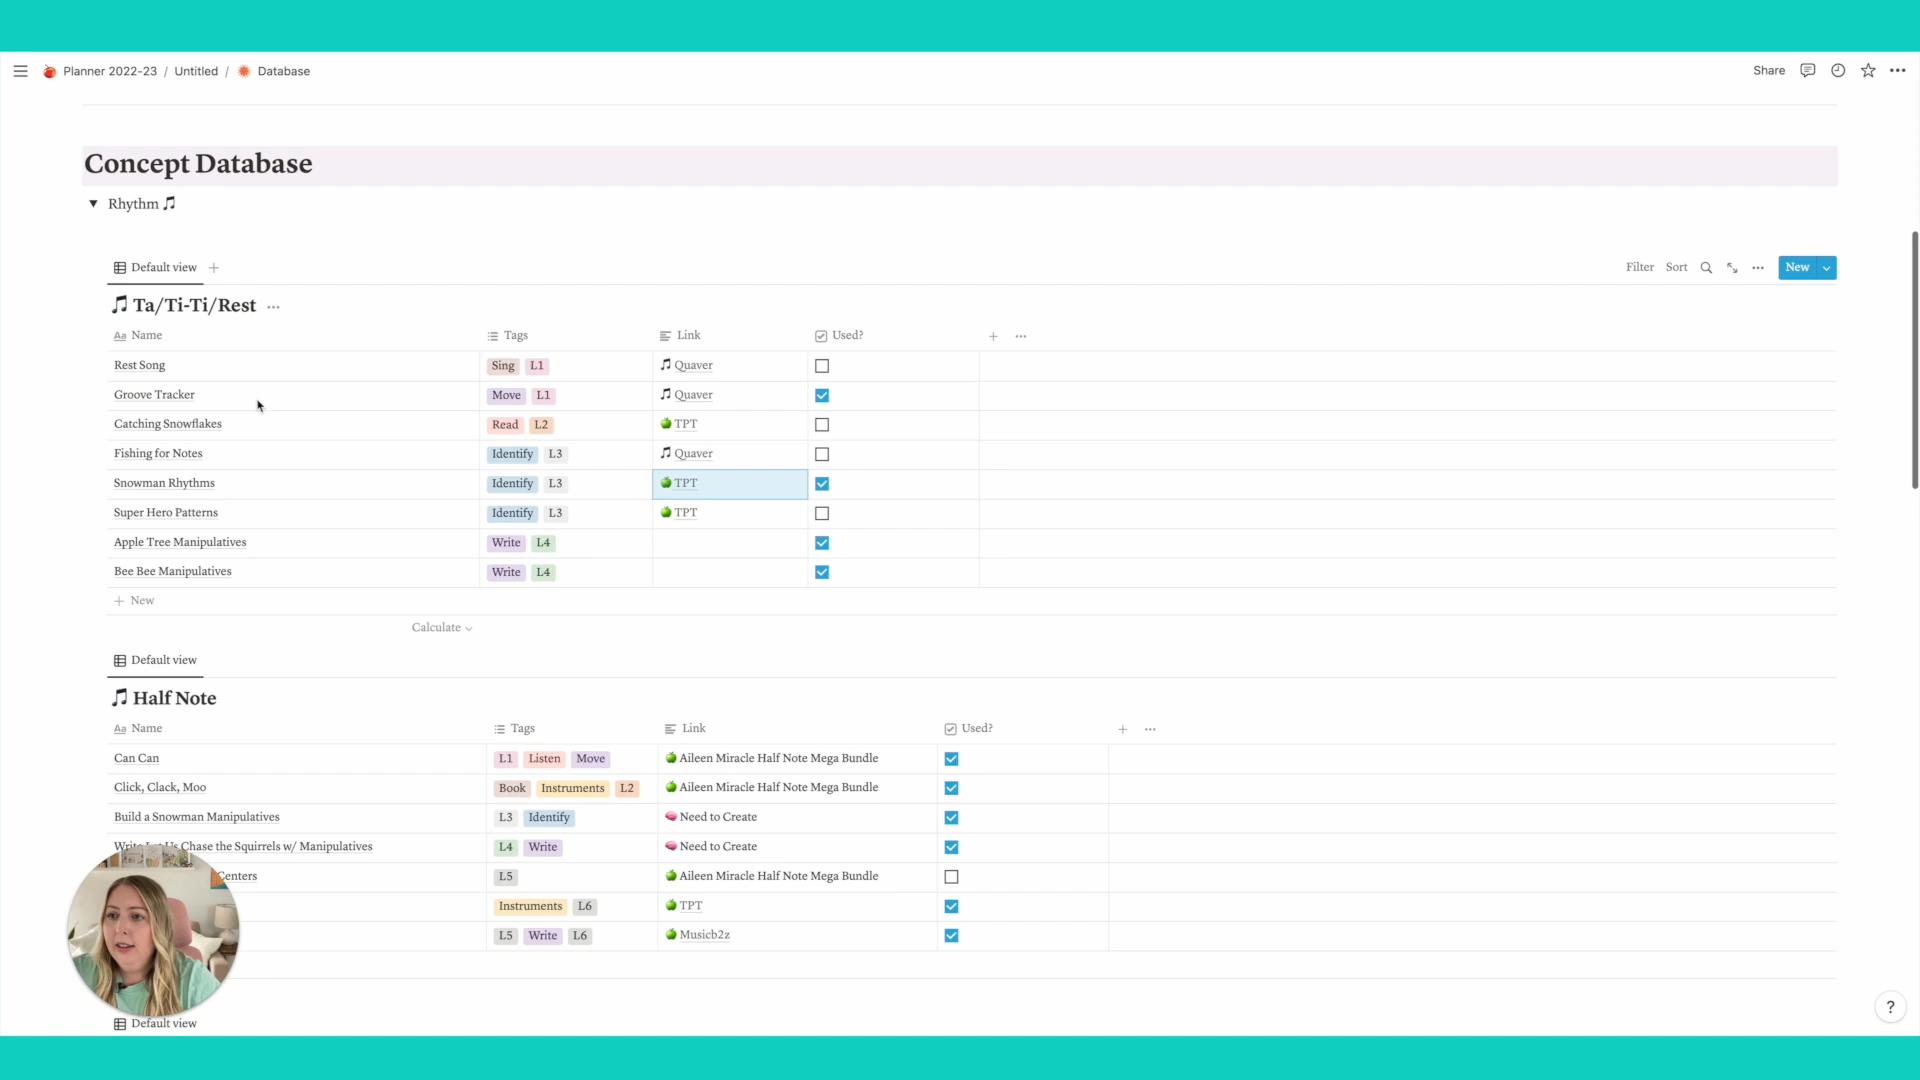 Planner 2022-23 / Untitled / Database
Share
Concept Database
Rhythm
Default view
Filter Sort New
Ta/Ti-Ti/Rest
Aa Name Tags Link Used?
Rest Song Sing L1 Quaver
Groove Tracker Move L1 Quaver
Catching Snowflakes Read L2 TPT
Fishing for Notes Identify L3 Quaver
Snowman Rhythms Identify L3 TPT
Super Hero Patterns Identify L3 TPT
Apple Tree Manipulatives Write L4
Bee Bee Manipulatives Write L4
+ New
Calculate
Default view
Half Note
Aa Name Tags Link Used?
Can Can L1 Listen Move Aileen Miracle Half Note Mega Bundle
Click, Clack, Moo Book Instruments L2 Aileen Miracle Half Note Mega Bundle
Build a Snowman Manipulatives L3 Identify Need to Create
Write Let Us Chase the Squirrels w/ Manipulatives L4 Write Need to Create
Centers L5 Aileen Miracle Half Note Mega Bundle
Instruments L6 TPT
L5 Write L6 Musicb2z
Default view
?